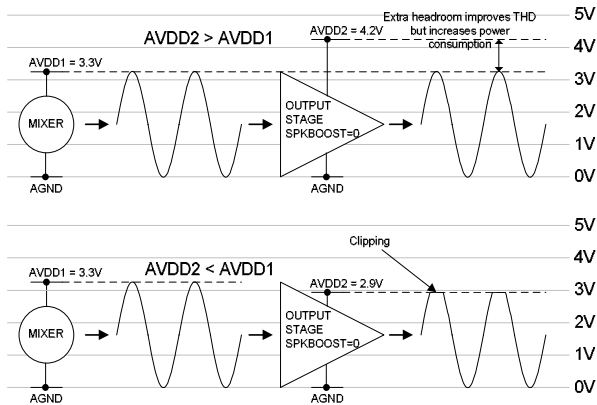 5V
Extra headroom improves THD
but increases power
consumption
AVDD2 = 4.2V
AVDD2 > AVDD1
4V
AVDD1 = 3.3V
3V
MIXER
OUTPUT
STAGE
SPKBOOST=0
2V
1V
0V
AGND
AGND
5V
Clipping
4V
AVDD1 = 3.3V
AVDD2 < AVDD1
AVDD2 = 2.9V
3V
MIXER
OUTPUT
STAGE
SPKBOOST=0
2V
1V
0V
AGND
AGND